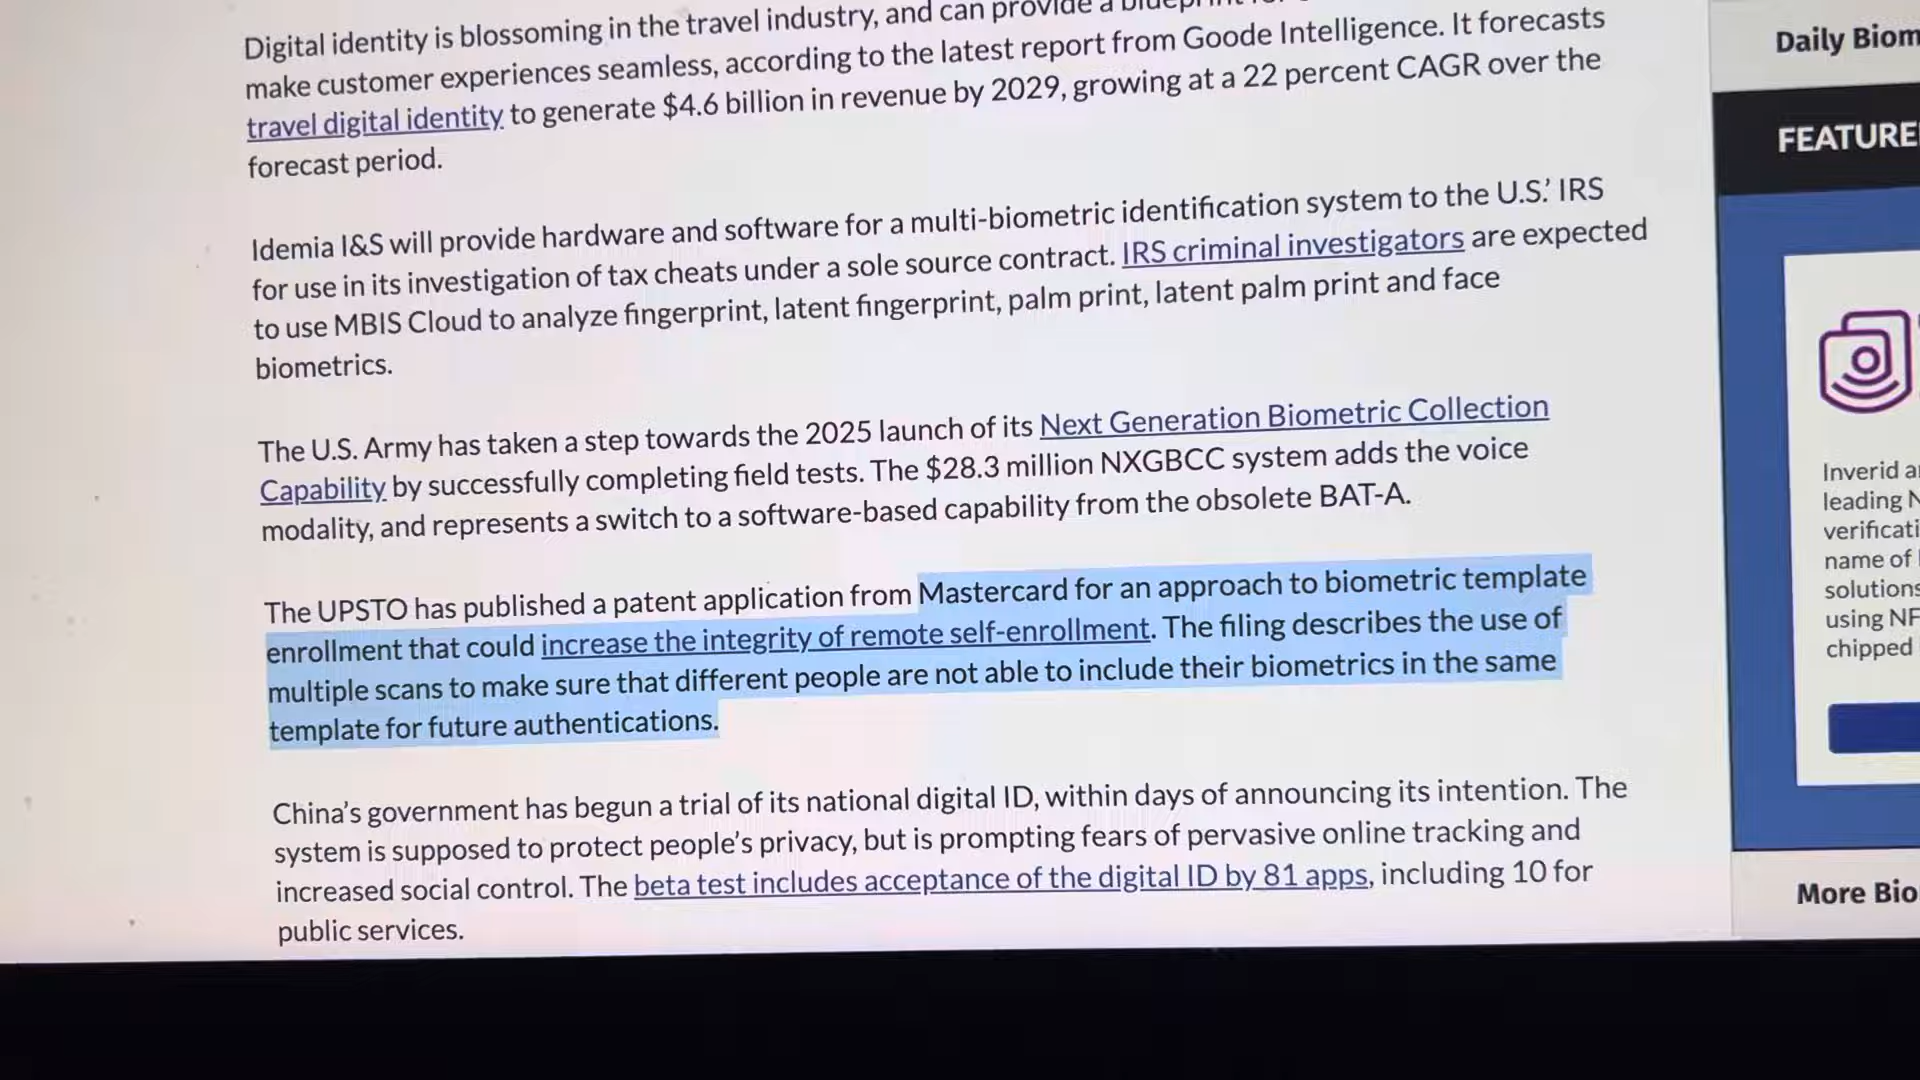 Digital identity is blossoming in the travel industry, and can provide a
make customer experiences seamless, according to the latest report from Goode Intelligence. It forecasts
travel digital identity to generate $4.6 billion in revenue by 2029, growing at a 22 percent CAGR over the
forecast period.
Idemia I&S will provide hardware and software for a multi-biometric identification system to the U.S.’ IRS
for use in its investigation of tax cheats under a sole source contract. IRS criminal investigators are expected
to use MBIS Cloud to analyze fingerprint, latent fingerprint, palm print, latent palm print and face
biometrics.
The U.S. Army has taken a step towards the 2025 launch of its Next Generation Biometric Collection
Capability by successfully completing field tests. The $28.3 million NXGBCC system adds the voice
modality, and represents a switch to a software-based capability from the obsolete BAT-A.
The UPSTO has published a patent application from Mastercard for an approach to biometric template
enrollment that could increase the integrity of remote self-enrollment. The filing describes the use of
multiple scans to make sure that different people are not able to include their biometrics in the same
template for future authentications.
China’s government has begun a trial of its national digital ID, within days of announcing its intention. The
system is supposed to protect people’s privacy, but is prompting fears of pervasive online tracking and
increased social control. The beta test includes acceptance of the digital ID by 81 apps, including 10 for
public services.
Daily Biom
FEATURE
Inverid a
leading N
verificati
name of
solutions
using NF
chipped
More Bio